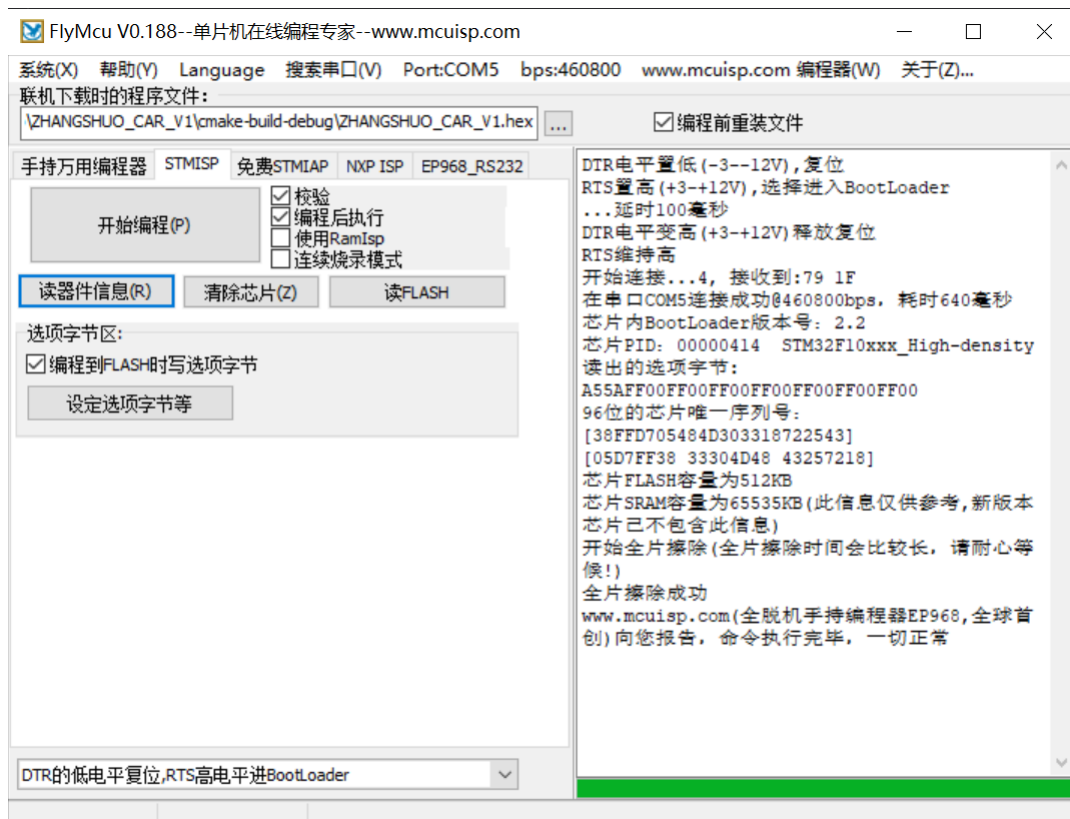 FlyMcu V0.188--单片机在线编程专家--www.mcuisp.com
系统(X) 帮助(Y) Language 搜索串口(V) Port:COM5 bps:460800 www.mcuisp.com 编程器(W) 关于(Z)...
联机下载时的程序文件:
\ZHANGSHUO_CAR_V1\cmake-build-debug\ZHANGSHUO_CAR_V1.hex ... 编程前重装文件
手持万用编程器 STMISP 免费STMIAP NXP ISP EP968_RS232
开始编程(P)
校验
编程后执行
使用RamIsp
连续烧录模式
读器件信息(R) 清除芯片(Z) 读FLASH
选项字节区:
编程到FLASH时写选项字节
设定选项字节等
DTR的低电平复位,RTS高电平进BootLoader
DTR电平置低(-3--12V),复位
RTS置高(+3-+12V),选择进入BootLoader
...延时100毫秒
DTR电平变高(+3-+12V)释放复位
RTS维持高
开始连接...4, 接收到:79 1F
在串口COM5连接成功@460800bps, 耗时640毫秒
芯片内BootLoader版本号: 2.2
芯片PID: 00000414 STM32F10xxx_High-density
读出的选项字节:
A55AFF00FF00FF00FF00FF00FF00FF00
96位的芯片唯一序列号:
[38FFD705484D303318722543]
[05D7FF38 33304D48 43257218]
芯片FLASH容量为512KB
芯片SRAM容量为65535KB(此信息仅供参考,新版本
芯片已不包含此信息)
开始全片擦除(全片擦除时间会比较长, 请耐心等
候!)
全片擦除成功
www.mcuisp.com(全脱机手持编程器EP968,全球首
创)向您报告, 命令执行完毕, 一切正常